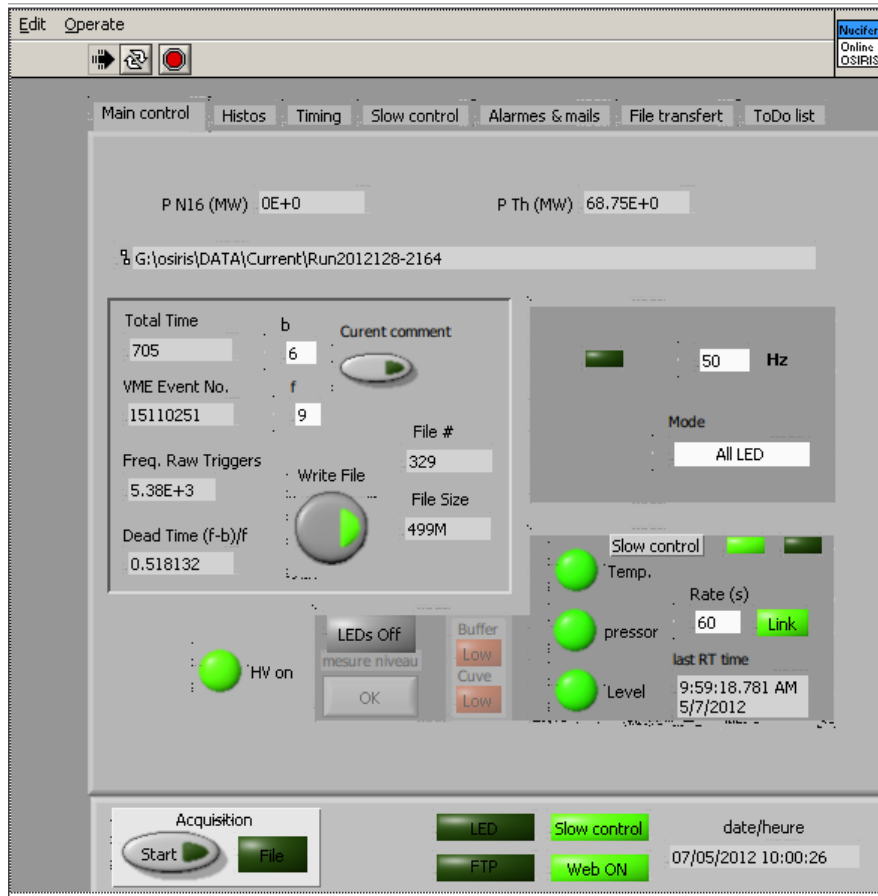 Edit Operate
Nucifer
Online
OSIRIS
Main control Histos Timing Slow control Alarmes & mails File transfert ToDo list
P N16 (MW) 0E+0 P Th (MW) 68.75E+0
G:\osiris\DATA\Current\Run2012128-2164
Total Time
705
b
6
Curent comment
50 Hz
VME Event No.
15110251
f
9
Mode
All LED
File #
329
Freq. Raw Triggers
5.38E+3
Write File
File Size
499M
Dead Time (f-b)/f
0.518132
Slow control
Temp.
Rate (s)
60
Link
pressor
last RT time
9:59:18.781 AM
5/7/2012
Level
HV on
LEDs Off
mesure niveau
OK
Buffer
Low
Cuve
Low
Acquisition
Start File
LED Slow control
FTP Web ON
date/heure
07/05/2012 10:00:26